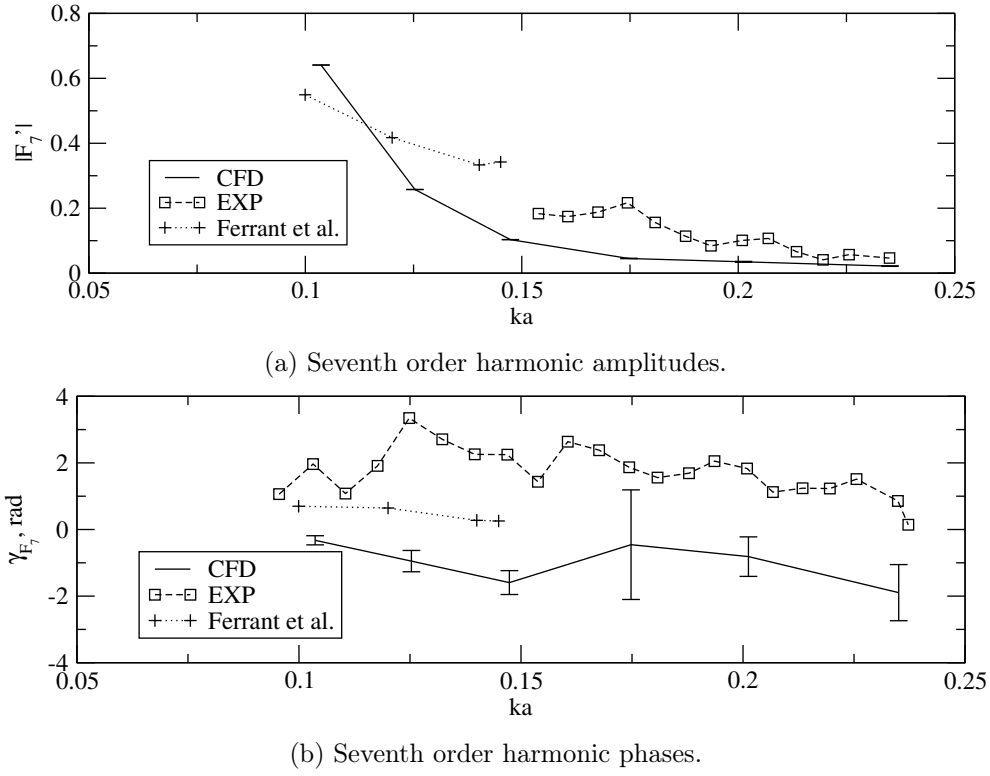 0.8
0.6
|F₇’|
0.4
0.2
0
CFD
EXP
Ferrant et al.
0.05
0.1
0.15
0.2
0.25
ka
(a) Seventh order harmonic amplitudes.
4
2
γF₇, rad
0
-2
-4
CFD
EXP
Ferrant et al.
0.05
0.1
0.15
0.2
0.25
ka
(b) Seventh order harmonic phases.